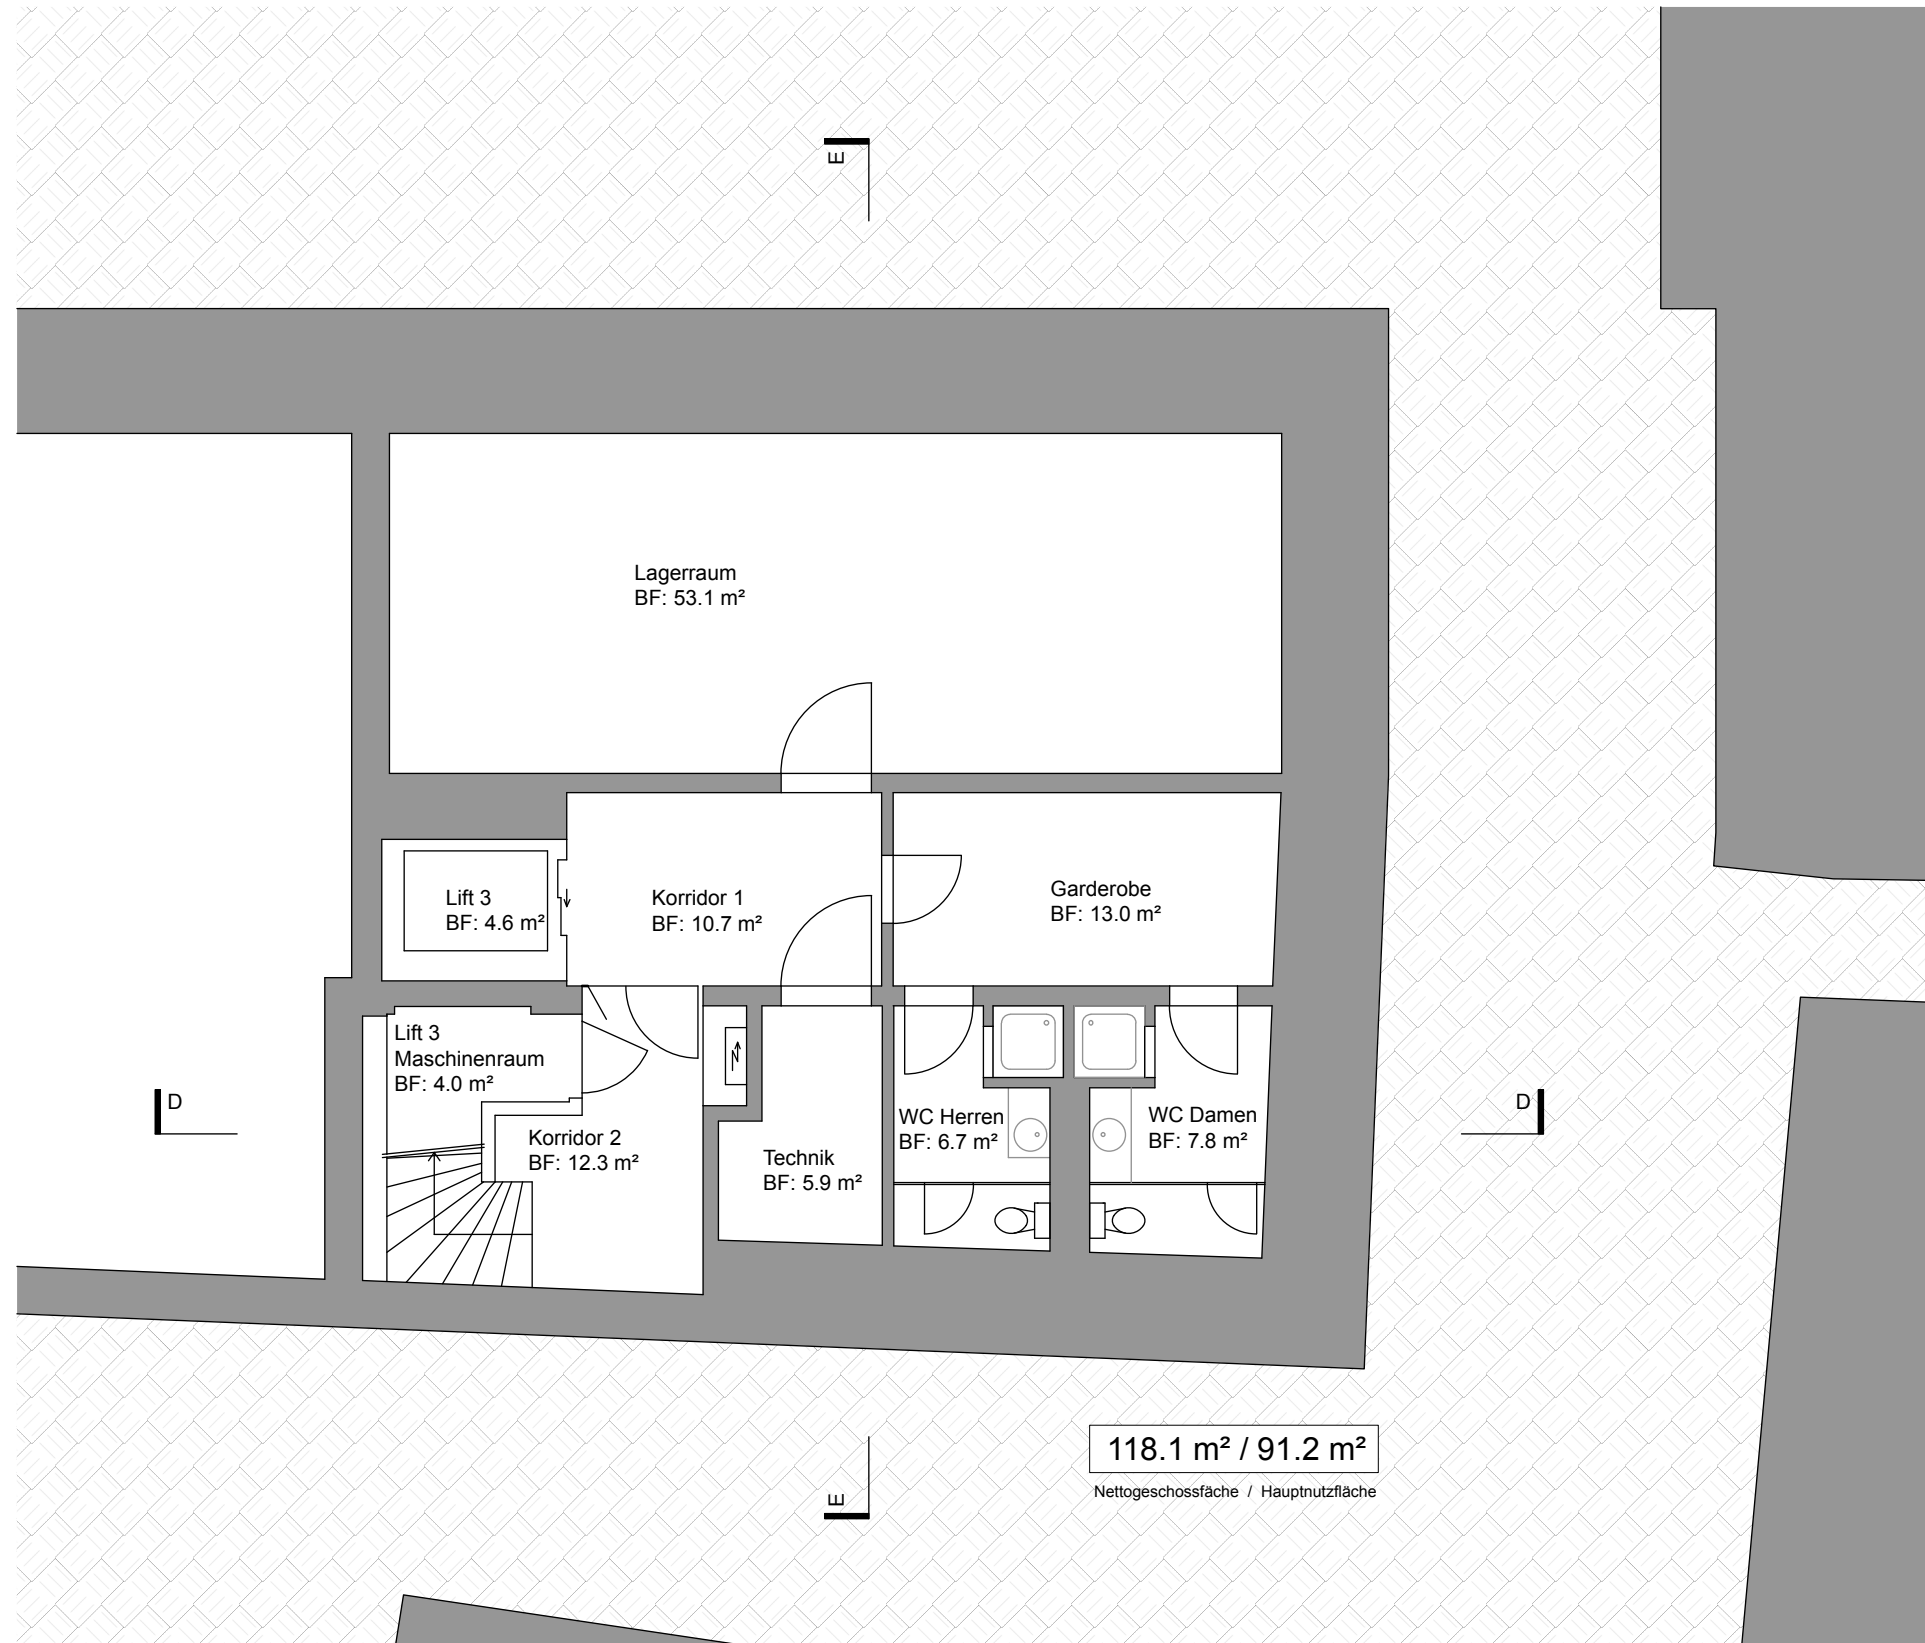 E
Lagerraum
BF: 53.1 m²
Lift 3
BF: 4.6 m²
Korridor 1
BF: 10.7 m²
Garderobe
BF: 13.0 m²
Lift 3
Maschinenraum
BF: 4.0 m²
D
D
Korridor 2
BF: 12.3 m²
Technik
BF: 5.9 m²
WC Herren
BF: 6.7 m²
WC Damen
BF: 7.8 m²
118.1 m² / 91.2 m²
Nettogeschossfäche / Hauptnutzfläche
E